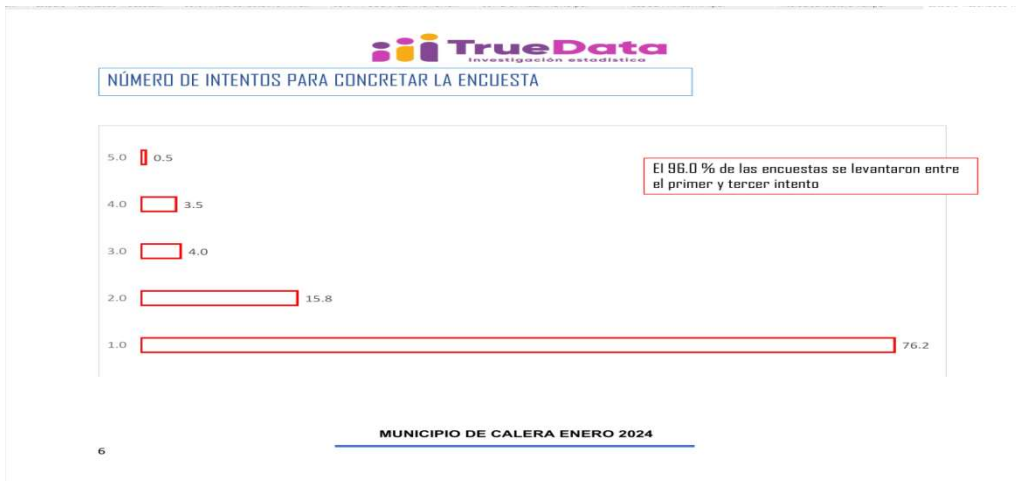 TrueData
Investigación estadística
NÚMERO DE INTENTOS PARA CONCRETAR LA ENCUESTA
5.0 0.5
El 96.0 % de las encuestas se levantaron entre
el primer y tercer intento
4.0 3.5
3.0 4.0
2.0 15.8
1.0 76.2
MUNICIPIO DE CALERA ENERO 2024
6